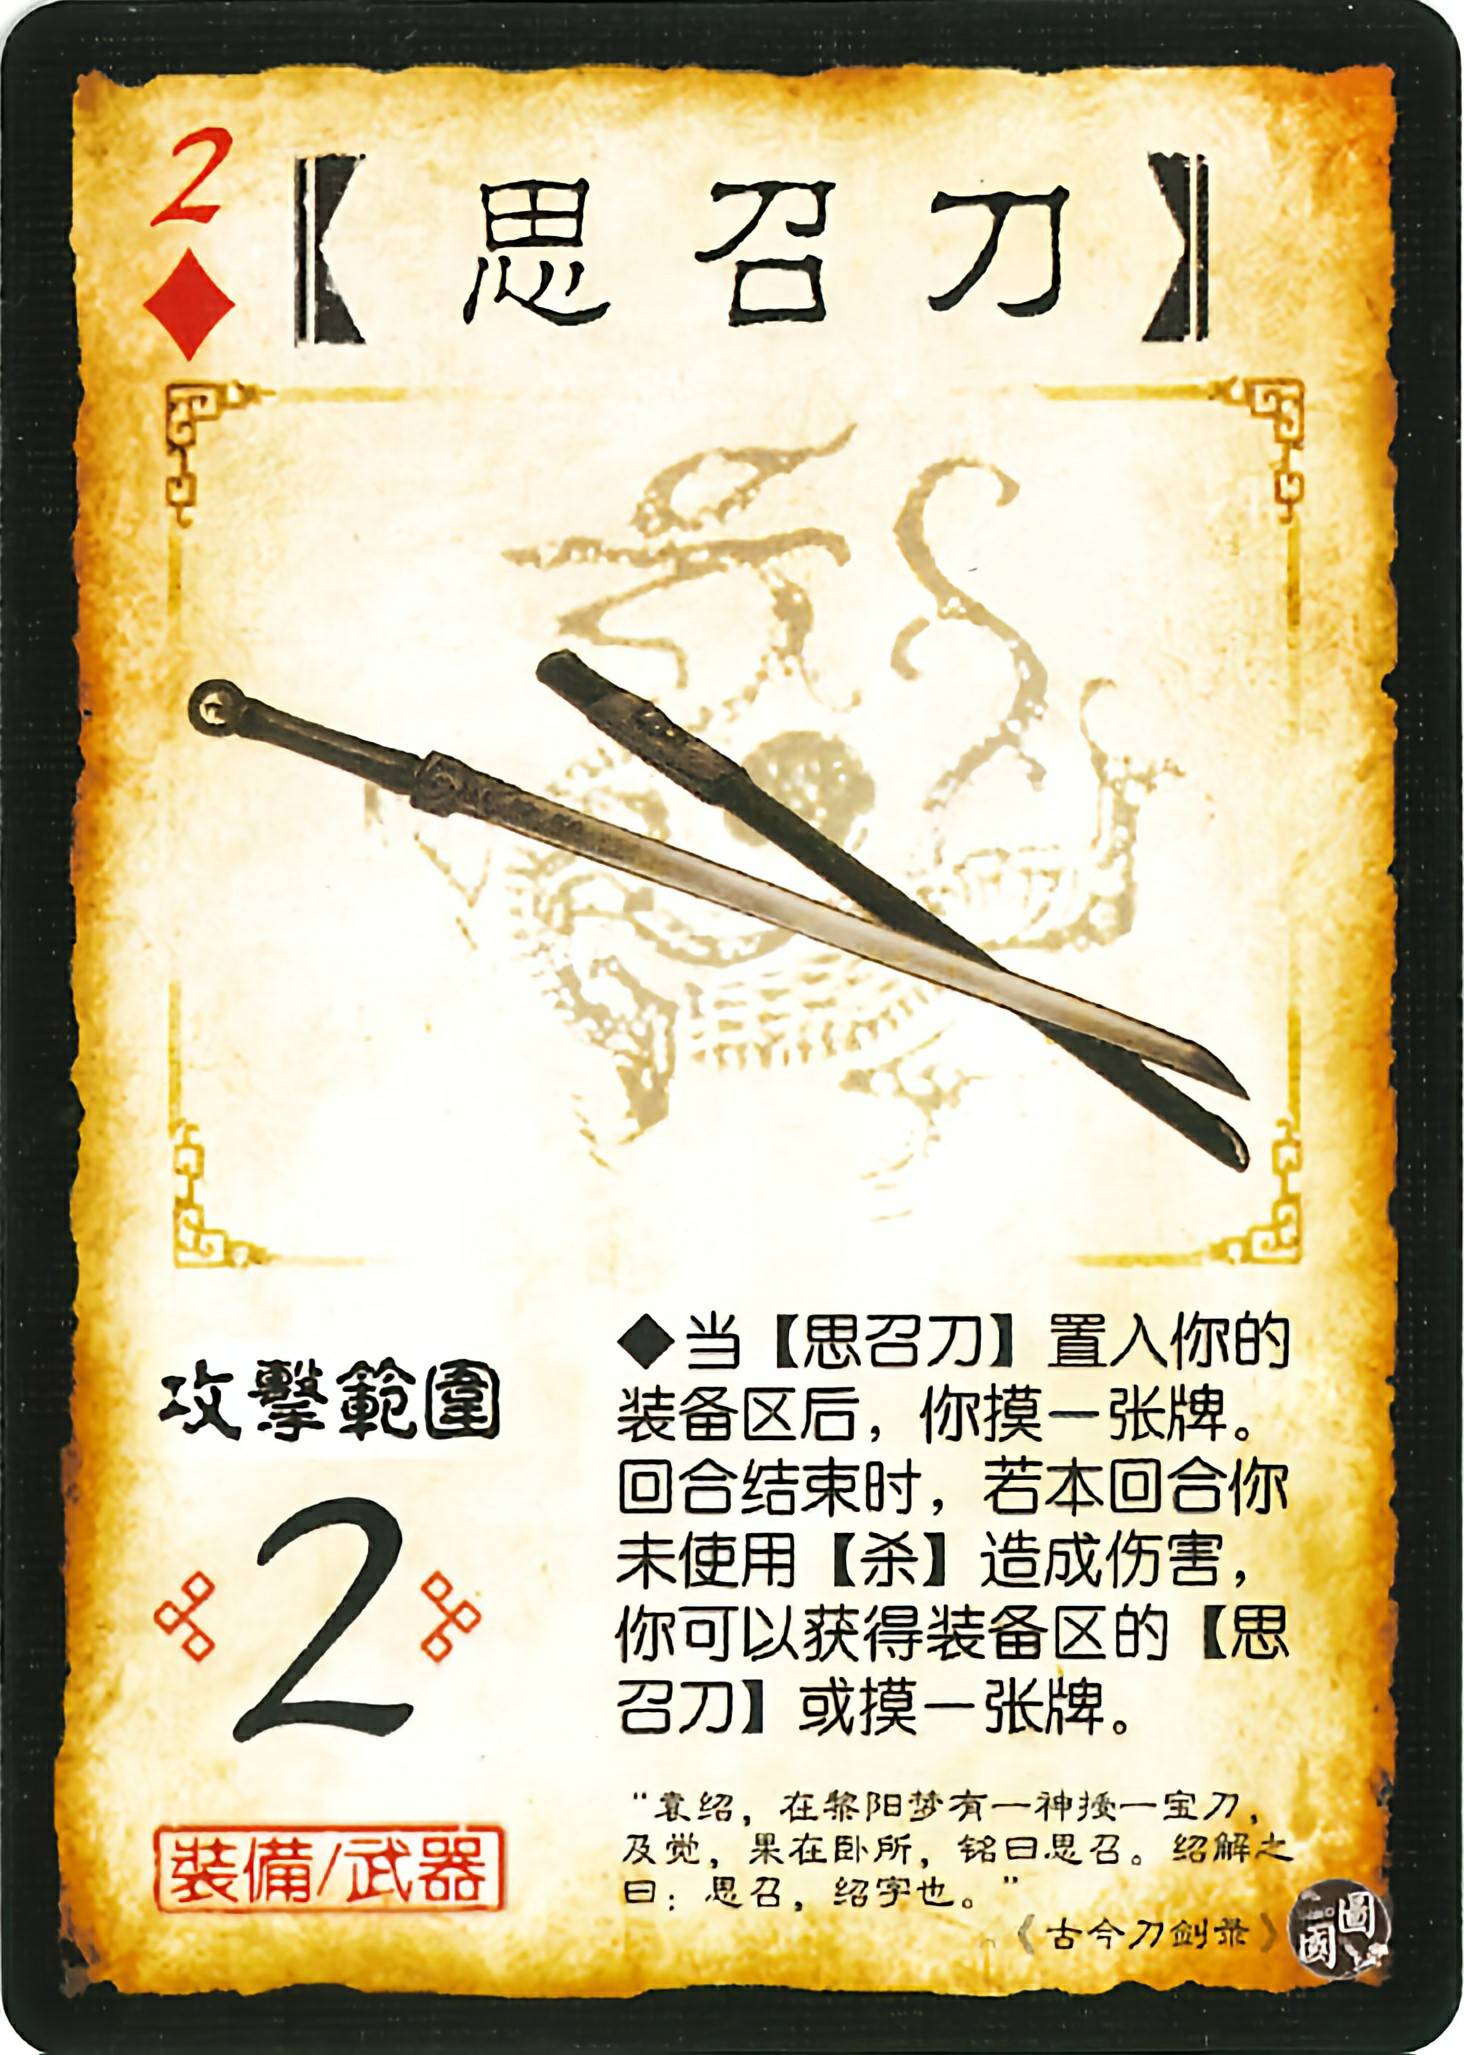 2
【思召刀】
◆当【思召刀】置入你的
装备区后，你摸一张牌。
回合结束时，若本回合你
未使用【杀】造成伤害，
你可以获得装备区的【思
召刀】或摸一张牌。
攻擊範圍
2
裝備/武器
“袁绍，在黎阳梦有一神授一宝刀，
及觉，果在卧所，铭曰思召。绍解之
曰：思召，绍字也。”
《古今刀剑录》